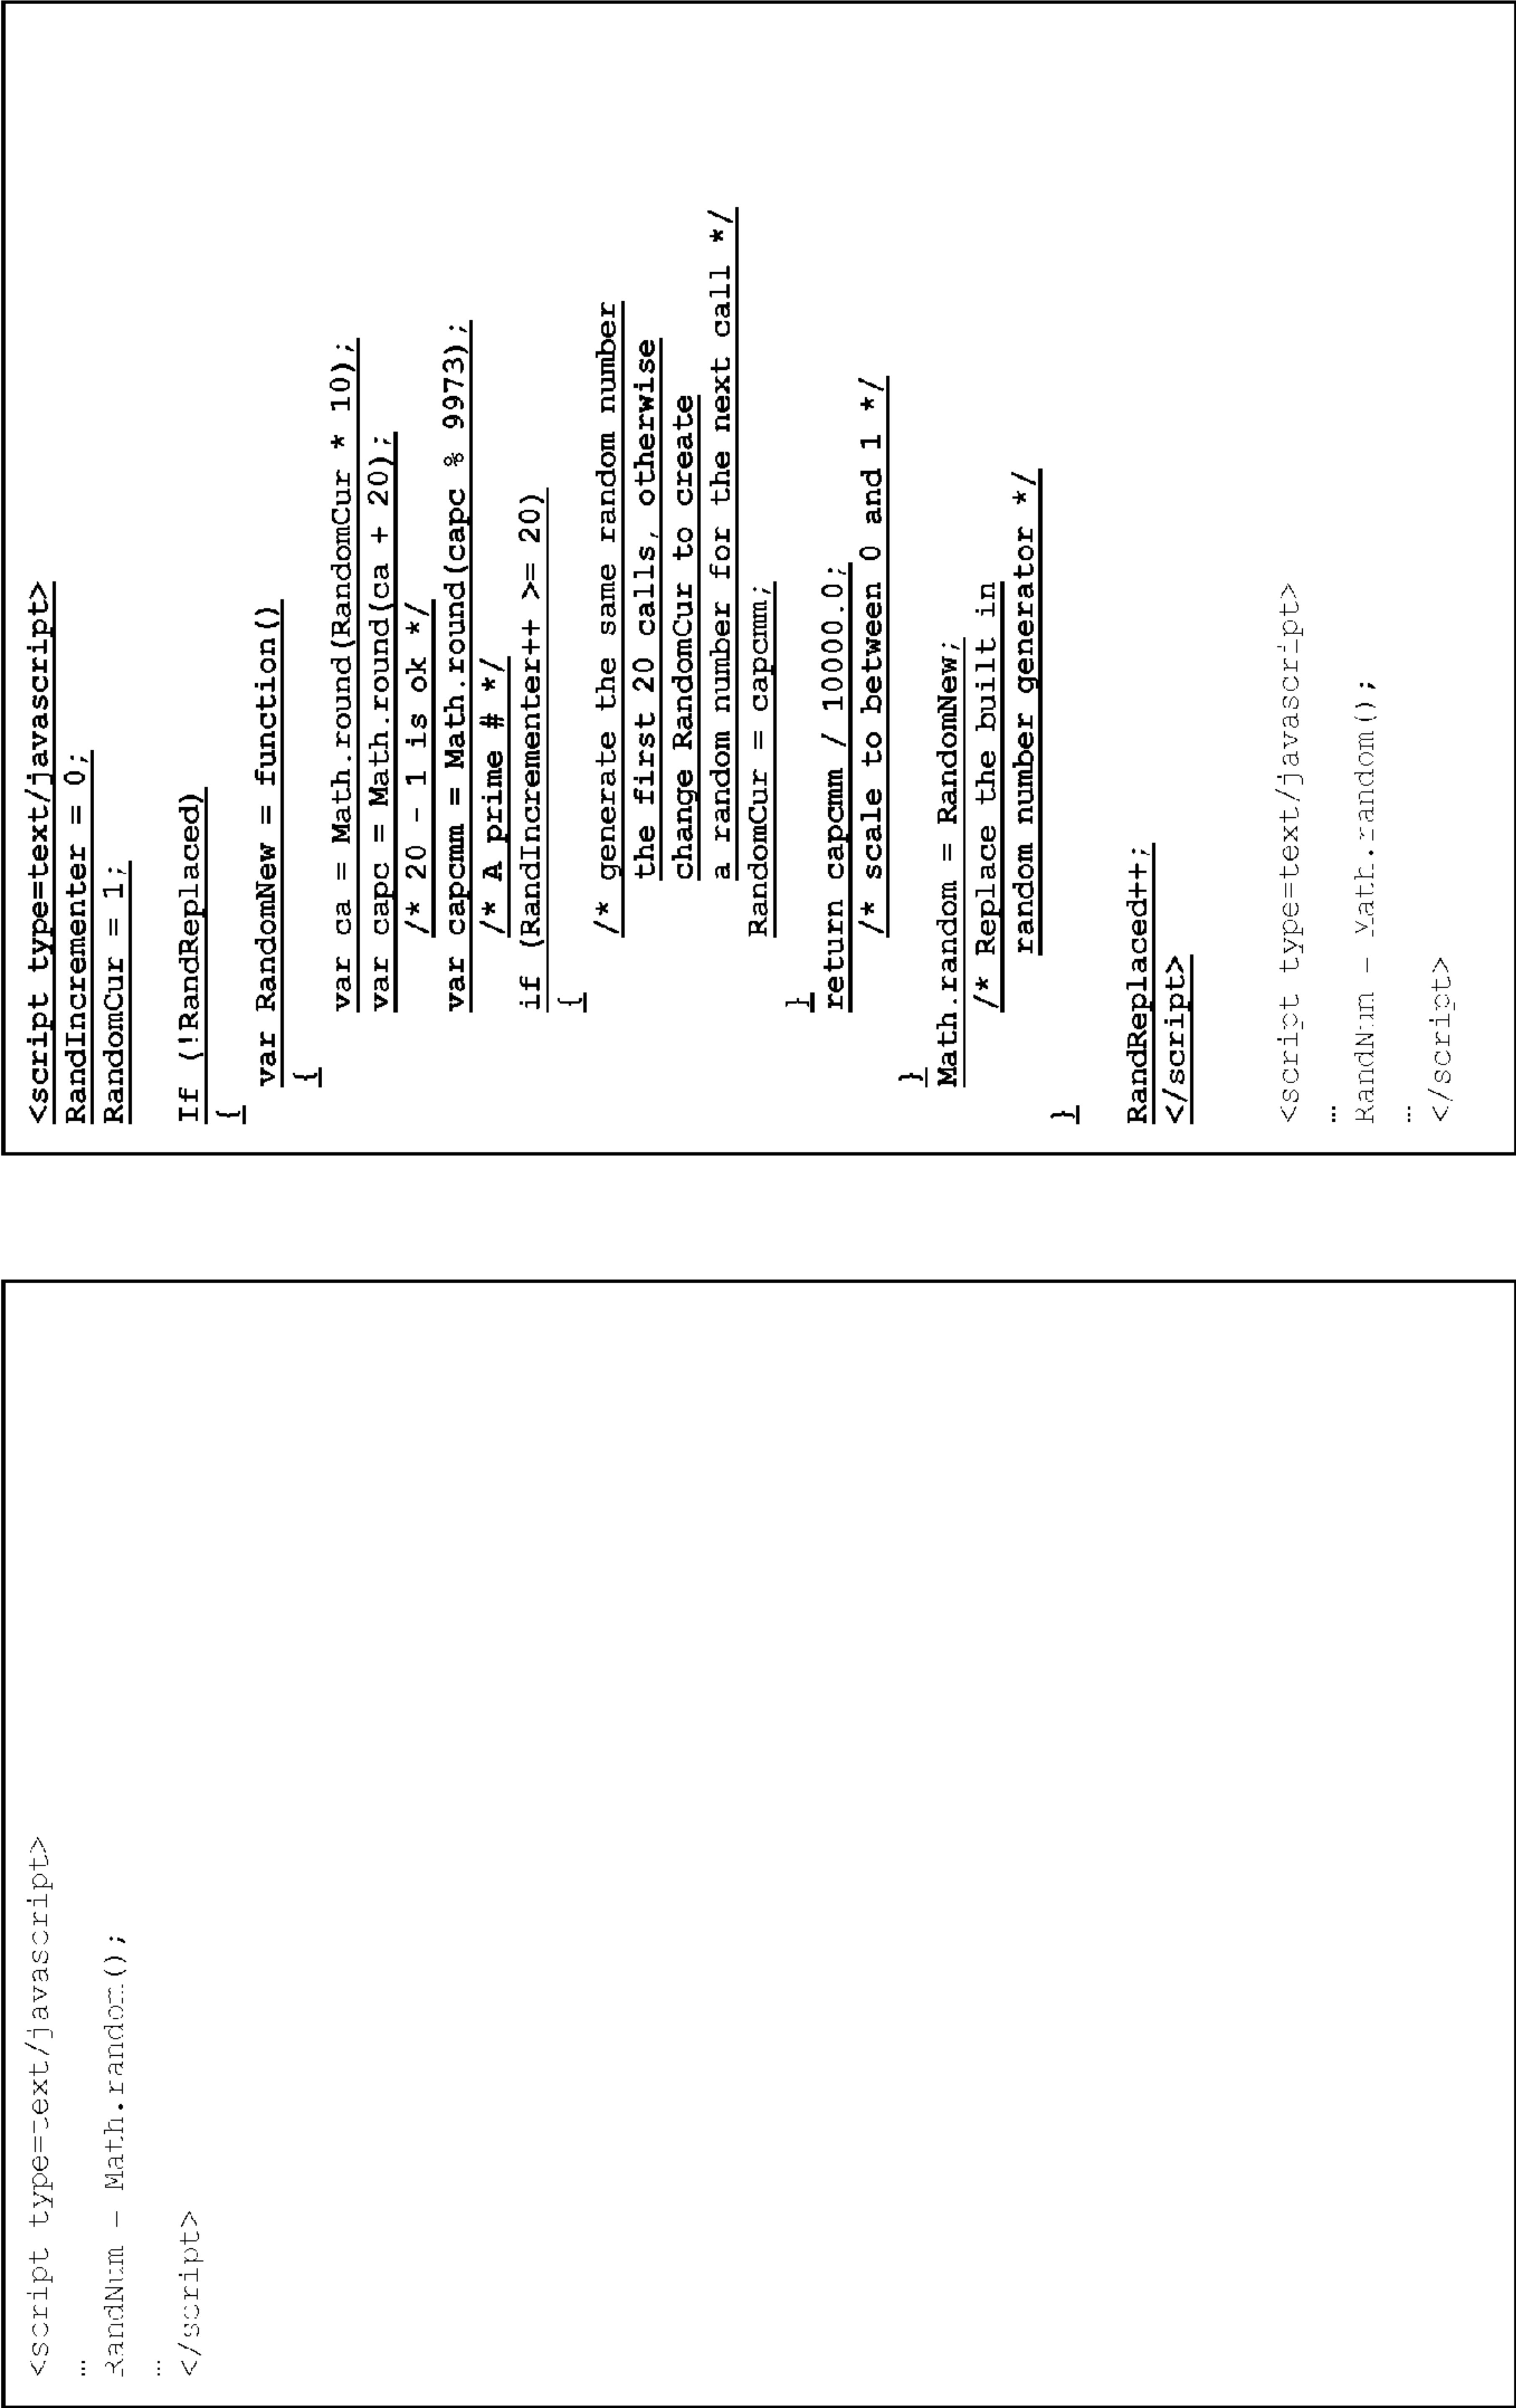 <script type=text/javascript>
…
RandNum = Math.random();
…
</script>
<script type=text/javascript>
RandIncrementer = 0;
RandomCur = 1;
If (!RandReplaced)
{
var RandomNew = function()
{
var ca = Math.round(RandomCur * 10);
var capc = Math.round(ca + 20);
/* 20 - 1 is ok */
var capcmm = Math.round(capc % 9973);
/* A prime # */
if (RandIncrementer++ >= 20)
{
/* generate the same random number
the first 20 calls, otherwise
change RandomCur to create
a random number for the next call */
RandomCur = capcmm;
}
return capcmm / 10000.0;
/* scale to between 0 and 1 */
}
Math.random = RandomNew;
/* Replace the built in
random number generator */
}
RandReplaced++;
</script>
<script type=text/javascript>
…
RandNum = Math.random();
…
</script>